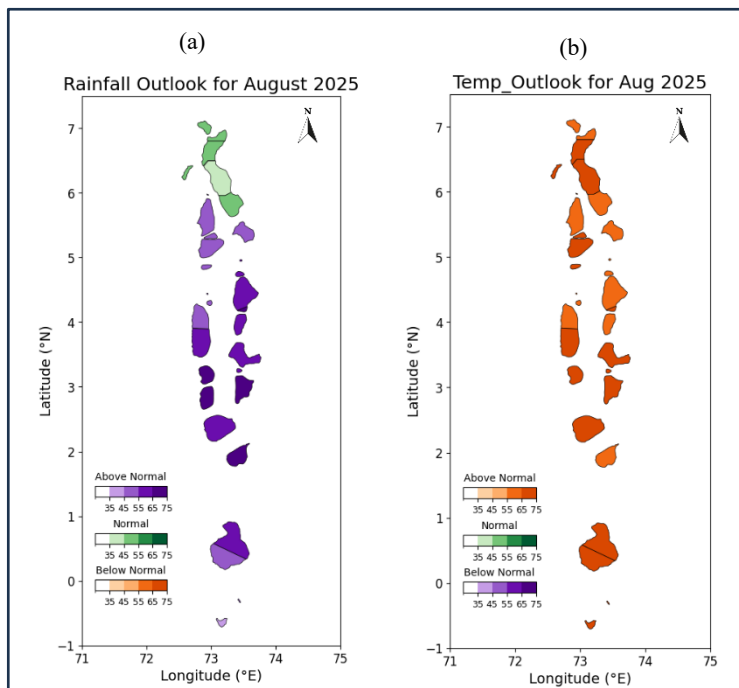 (a)
Rainfall Outlook for August 2025
N
7
6
5
4
3
2
1
0
−1
Latitude (°N)
Above Normal
35 45 55 65 75
Normal
35 45 55 65 75
Below Normal
35 45 55 65 75
71 72 73 74 75
Longitude (°E)
(b)
Temp_Outlook for Aug 2025
N
7
6
5
4
3
2
1
0
−1
Latitude (°N)
Above Normal
35 45 55 65 75
Normal
35 45 55 65 75
Below Normal
35 45 55 65 75
71 72 73 74 75
Longitude (°E)